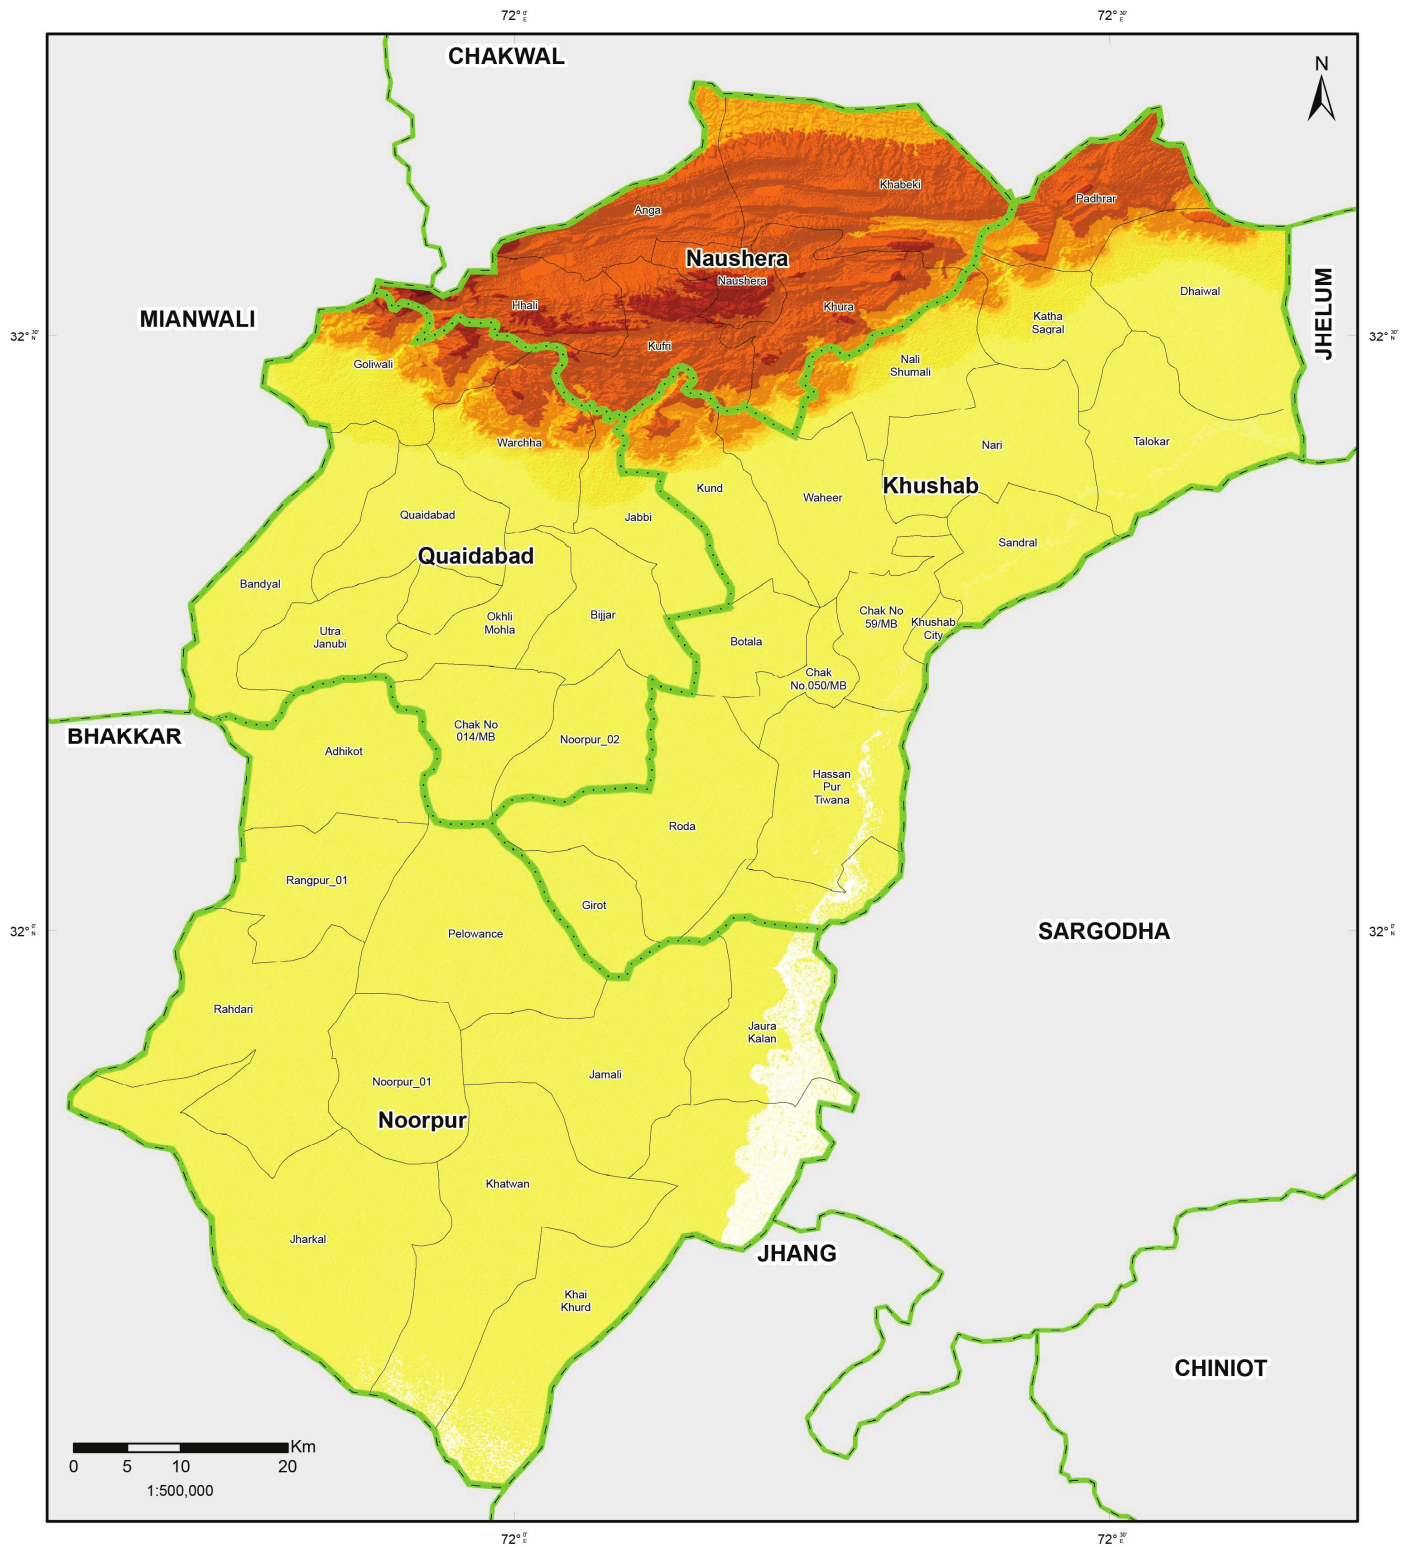 72° 0' E
72° 30' E
CHAKWAL
N
Khabeki
Padhrar
Anga
Naushera
Naushera
JHELUM
Dhaiwal
Hhali
Khura
MIANWALI
Katha
Sagral
32° 30' N
32° 30' N
Kufri
Goliwali
Nali
Shumali
Warchha
Nari
Talokar
Khushab
Kund
Waheer
Quaidabad
Jabbi
Sandral
Quaidabad
Bandyal
Chak No
59/MB
Okhli
Mohla
Bijjar
Khushab
City
Utra
Janubi
Botala
Chak
No.050/MB
Chak No
014/MB
BHAKKAR
Noorpur_02
Adhikot
Hassan
Pur
Tiwana
Roda
Rangpur_01
Girot
32° 0' N
Pelowance
SARGODHA
32° 0' N
Rahdari
Jaura
Kalan
Noorpur_01
Jamali
Noorpur
Khatwan
Jharkal
JHANG
Khai
Khurd
CHINIOT
Km
0 5 10 20
1:500,000
72° 0' E
72° 30' E